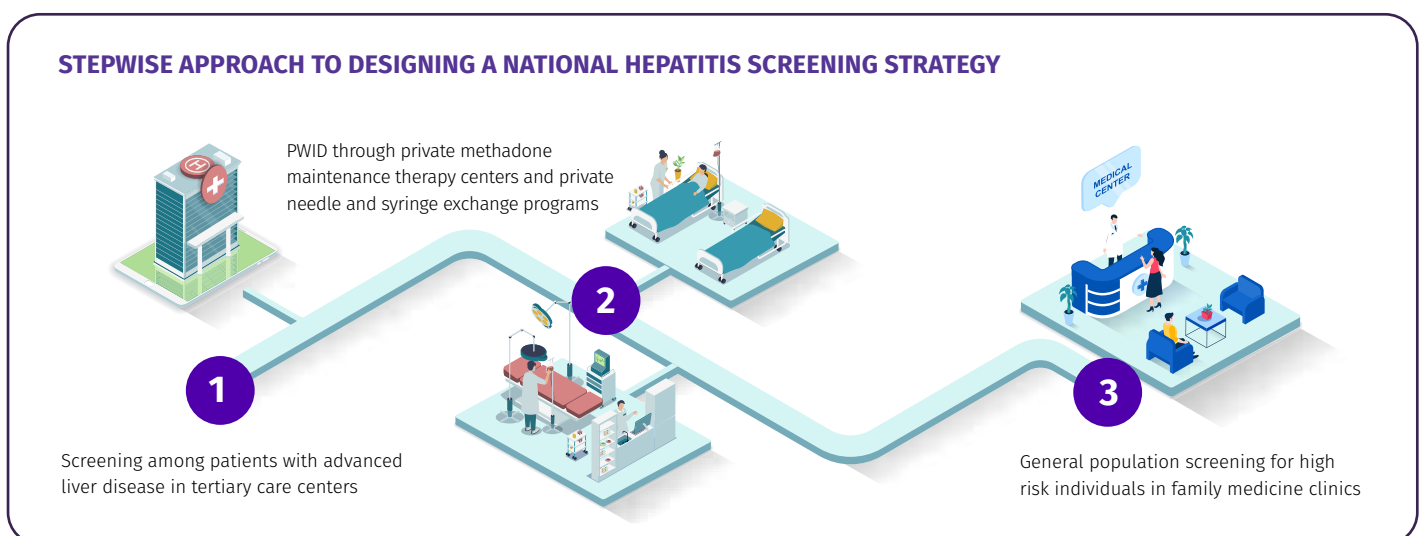 STEPWISE APPROACH TO DESIGNING A NATIONAL HEPATITIS SCREENING STRATEGY
H
PWID through private methadone
maintenance therapy centers and private
needle and syringe exchange programs
MEDICAL
CENTER
1
Screening among patients with advanced
liver disease in tertiary care centers
2
3
General population screening for high
risk individuals in family medicine clinics